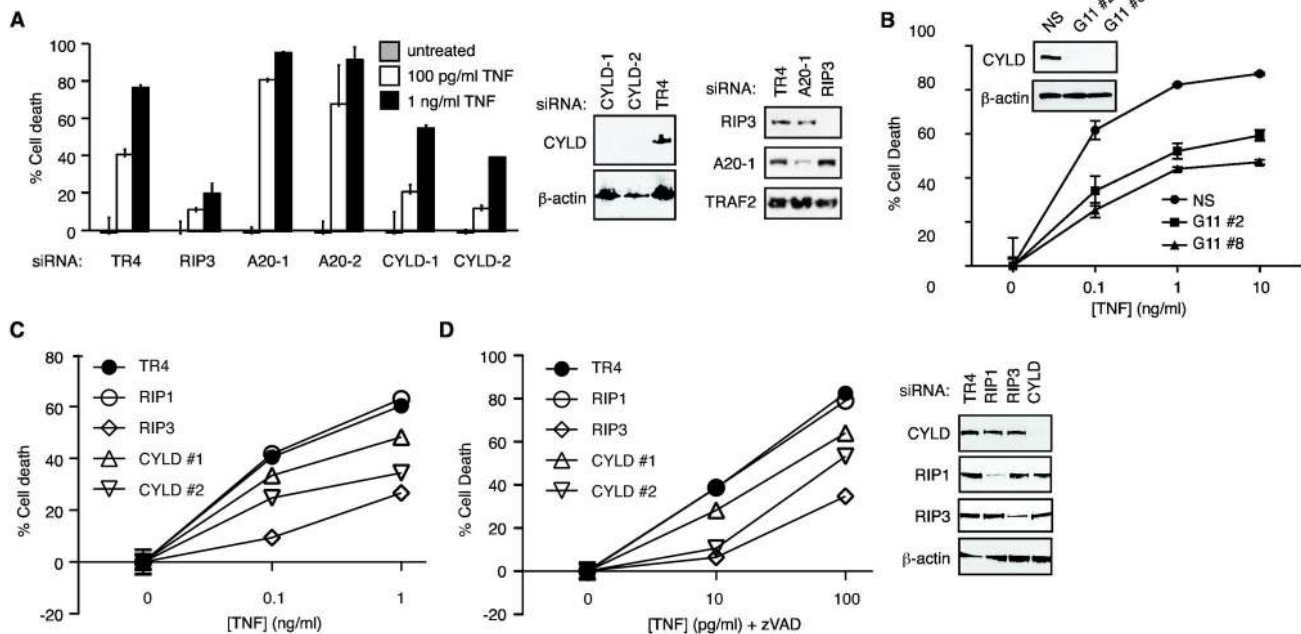 A
% Cell death
100
80
60
40
20
0
untreated
100 pg/ml TNF
1 ng/ml TNF
siRNA: TR4 RIP3 A20-1 A20-2 CYLD-1 CYLD-2
siRNA: CYLD-1 CYLD-2 TR4
CYLD
β-actin
siRNA: TR4 A20-1 RIP3
RIP3
A20-1
TRAF2
B
NS G11 G11
CYLD
β-actin
% Cell Death
100
80
60
40
20
0
NS
G11 #2
G11 #8
0 0.1 1 10
[TNF] (ng/ml)
C
% Cell death
80
60
40
20
0
-20
TR4
RIP1
RIP3
CYLD #1
CYLD #2
0 0.1 1
[TNF] (ng/ml)
D
% Cell Death
100
80
60
40
20
0
-20
TR4
RIP1
RIP3
CYLD #1
CYLD #2
0 10 100
[TNF] (pg/ml) + zVAD
siRNA: TR4 RIP1 RIP3 CYLD
CYLD
RIP1
RIP3
β-actin